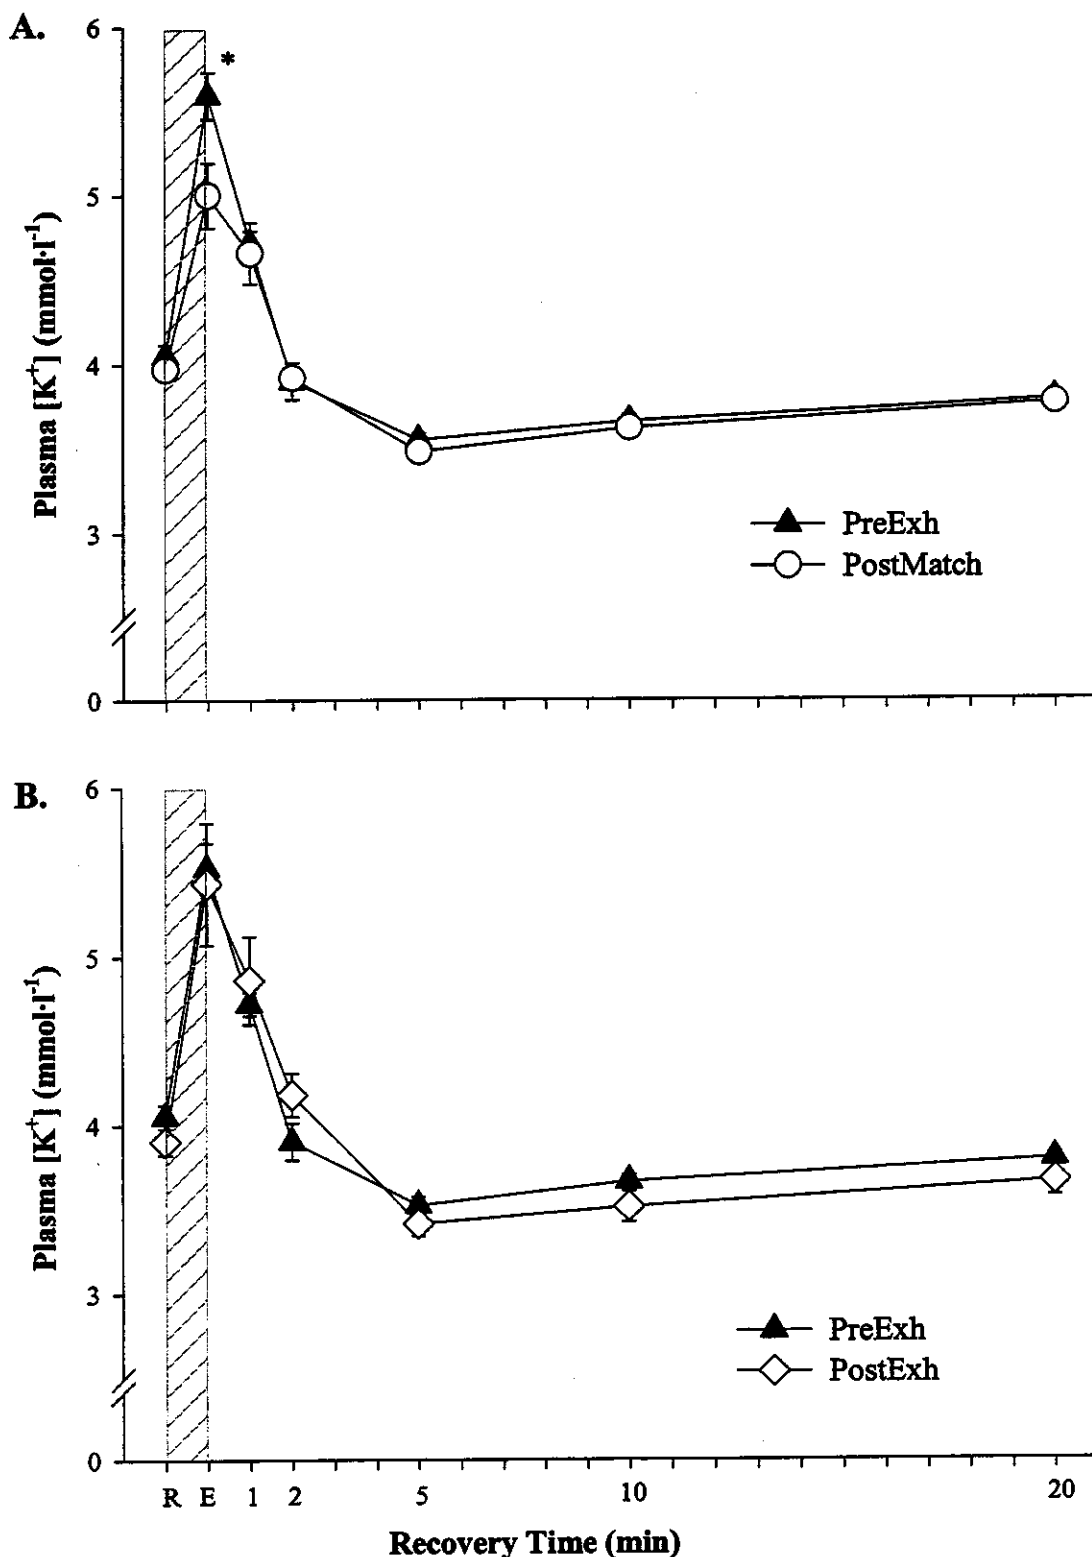 A.
6
*
5
4
3
0
Plasma [K⁺] (mmol·l⁻¹)
PreExh
PostMatch
B.
6
5
4
3
0
Plasma [K⁺] (mmol·l⁻¹)
PreExh
PostExh
R E 1 2 5 10 20
Recovery Time (min)